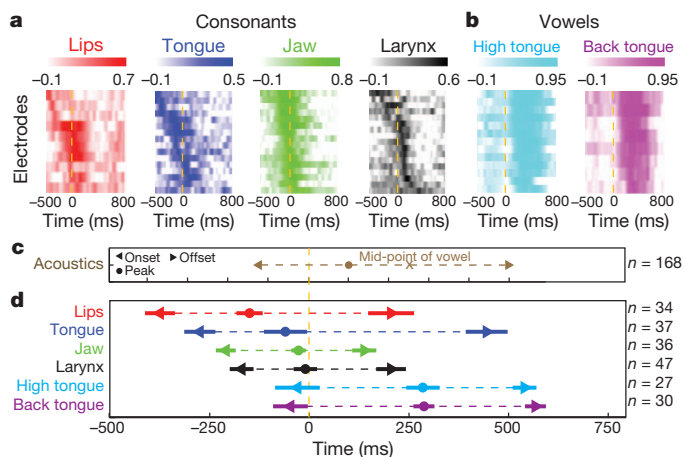 a Consonants b Vowels
Lips Tongue Jaw Larynx High tongue Back tongue
−0.1 0.7 −0.1 0.5 −0.1 0.8 −0.1 0.6 −0.1 0.95 −0.1 0.95
Electrodes
−500 0 800 −500 0 800 −500 0 800 −500 0 800 −500 0 800 −500 0 800
Time (ms) Time (ms) Time (ms) Time (ms) Time (ms) Time (ms)
c
Onset Offset
Peak
Mid-point of vowel
Acoustics x n = 168
d
Lips n = 34
Tongue n = 37
Jaw n = 36
Larynx n = 47
High tongue n = 27
Back tongue n = 30
−500 −250 0 250 500 750
Time (ms)